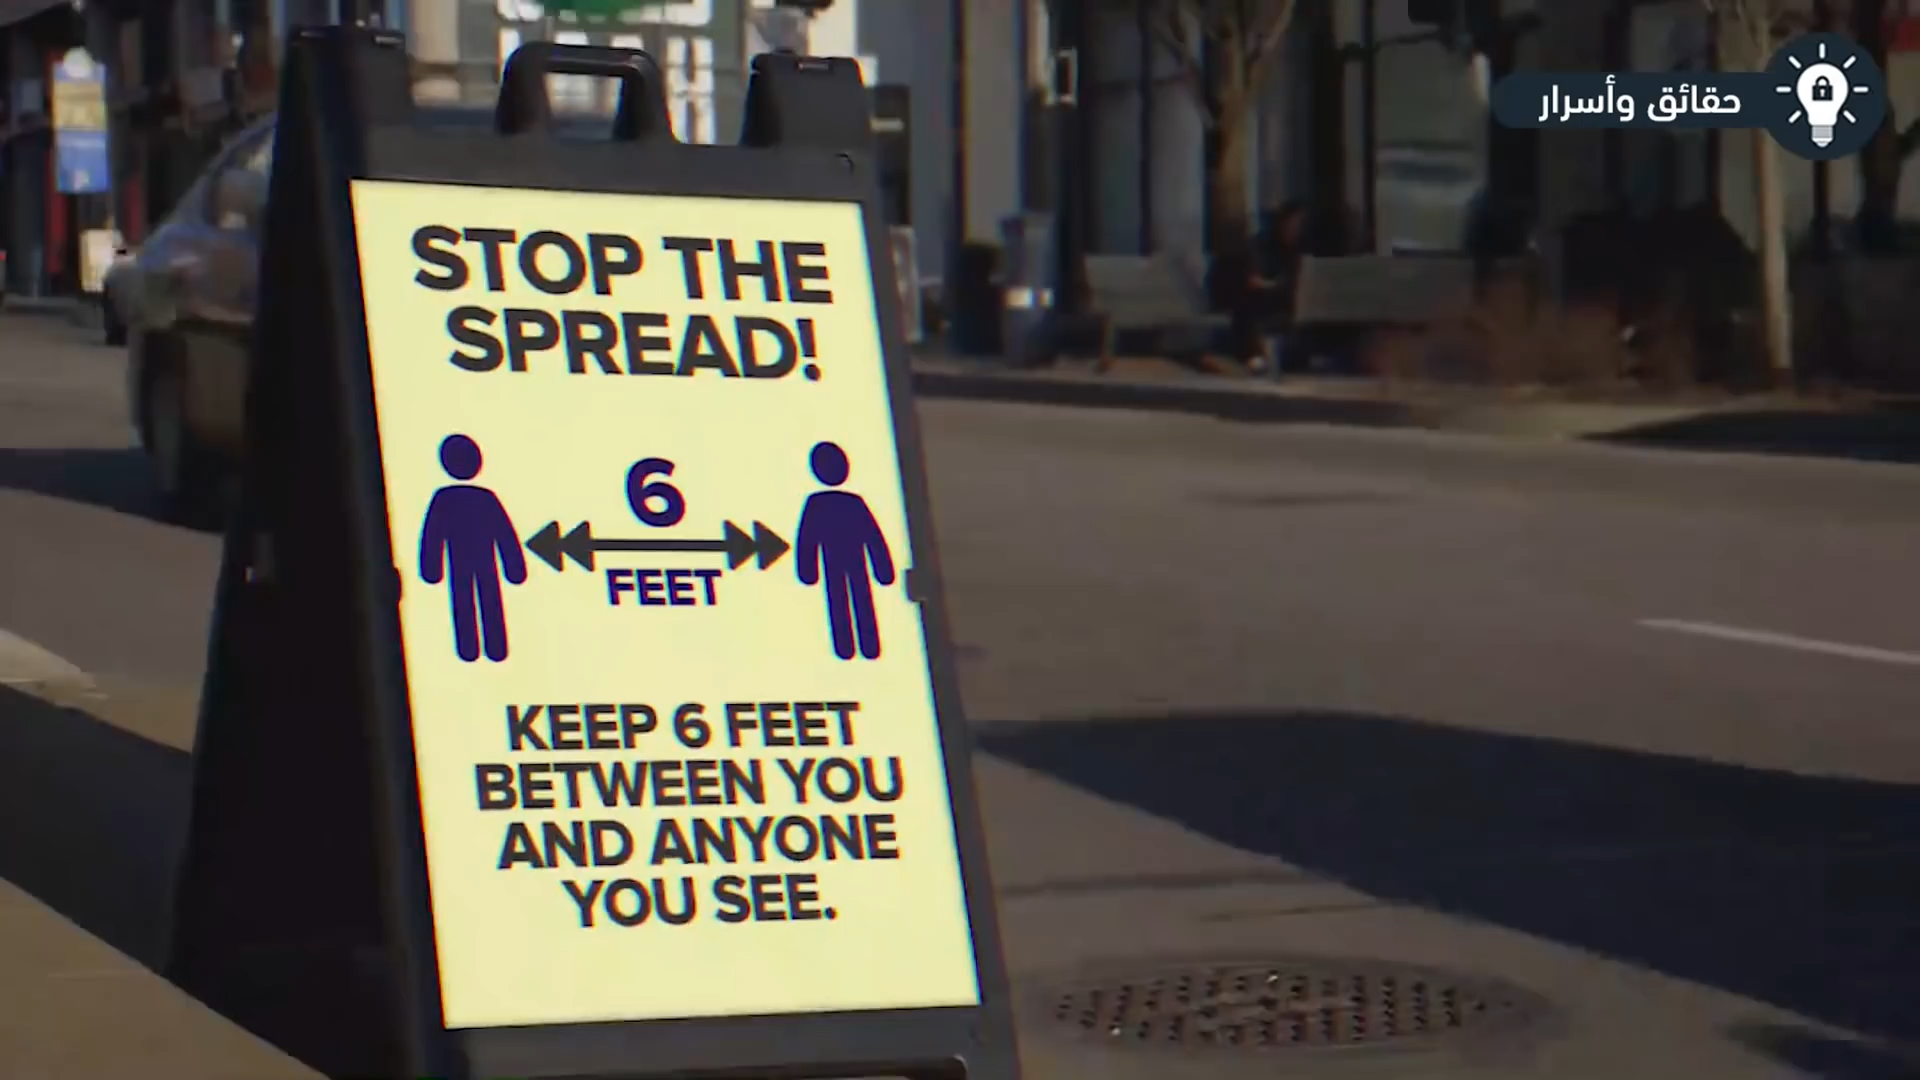 حقائق وأسرار
STOP THE
SPREAD!
6
FEET
KEEP 6 FEET
BETWEEN YOU
AND ANYONE
YOU SEE.